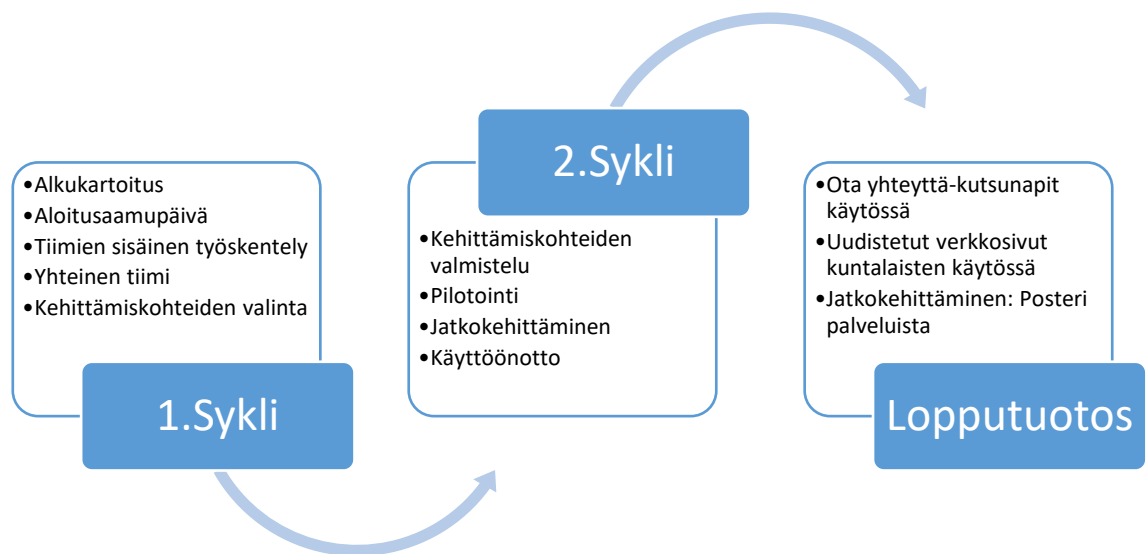 •Alkukartoitus
•Aloitusaamupäivä
•Tiimien sisäinen työskentely
•Yhteinen tiimi
•Kehittämiskohteiden valinta
1.Sykli
2.Sykli
•Kehittämiskohteiden
valmistelu
•Pilotointi
•Jatkokehittäminen
•Käyttöönotto
•Ota yhteyttä-kutsunapit
käytössä
•Uudistetut verkkosivut
kuntalaisten käytössä
•Jatkokehittäminen: Posteri
palveluista
Lopputuotos